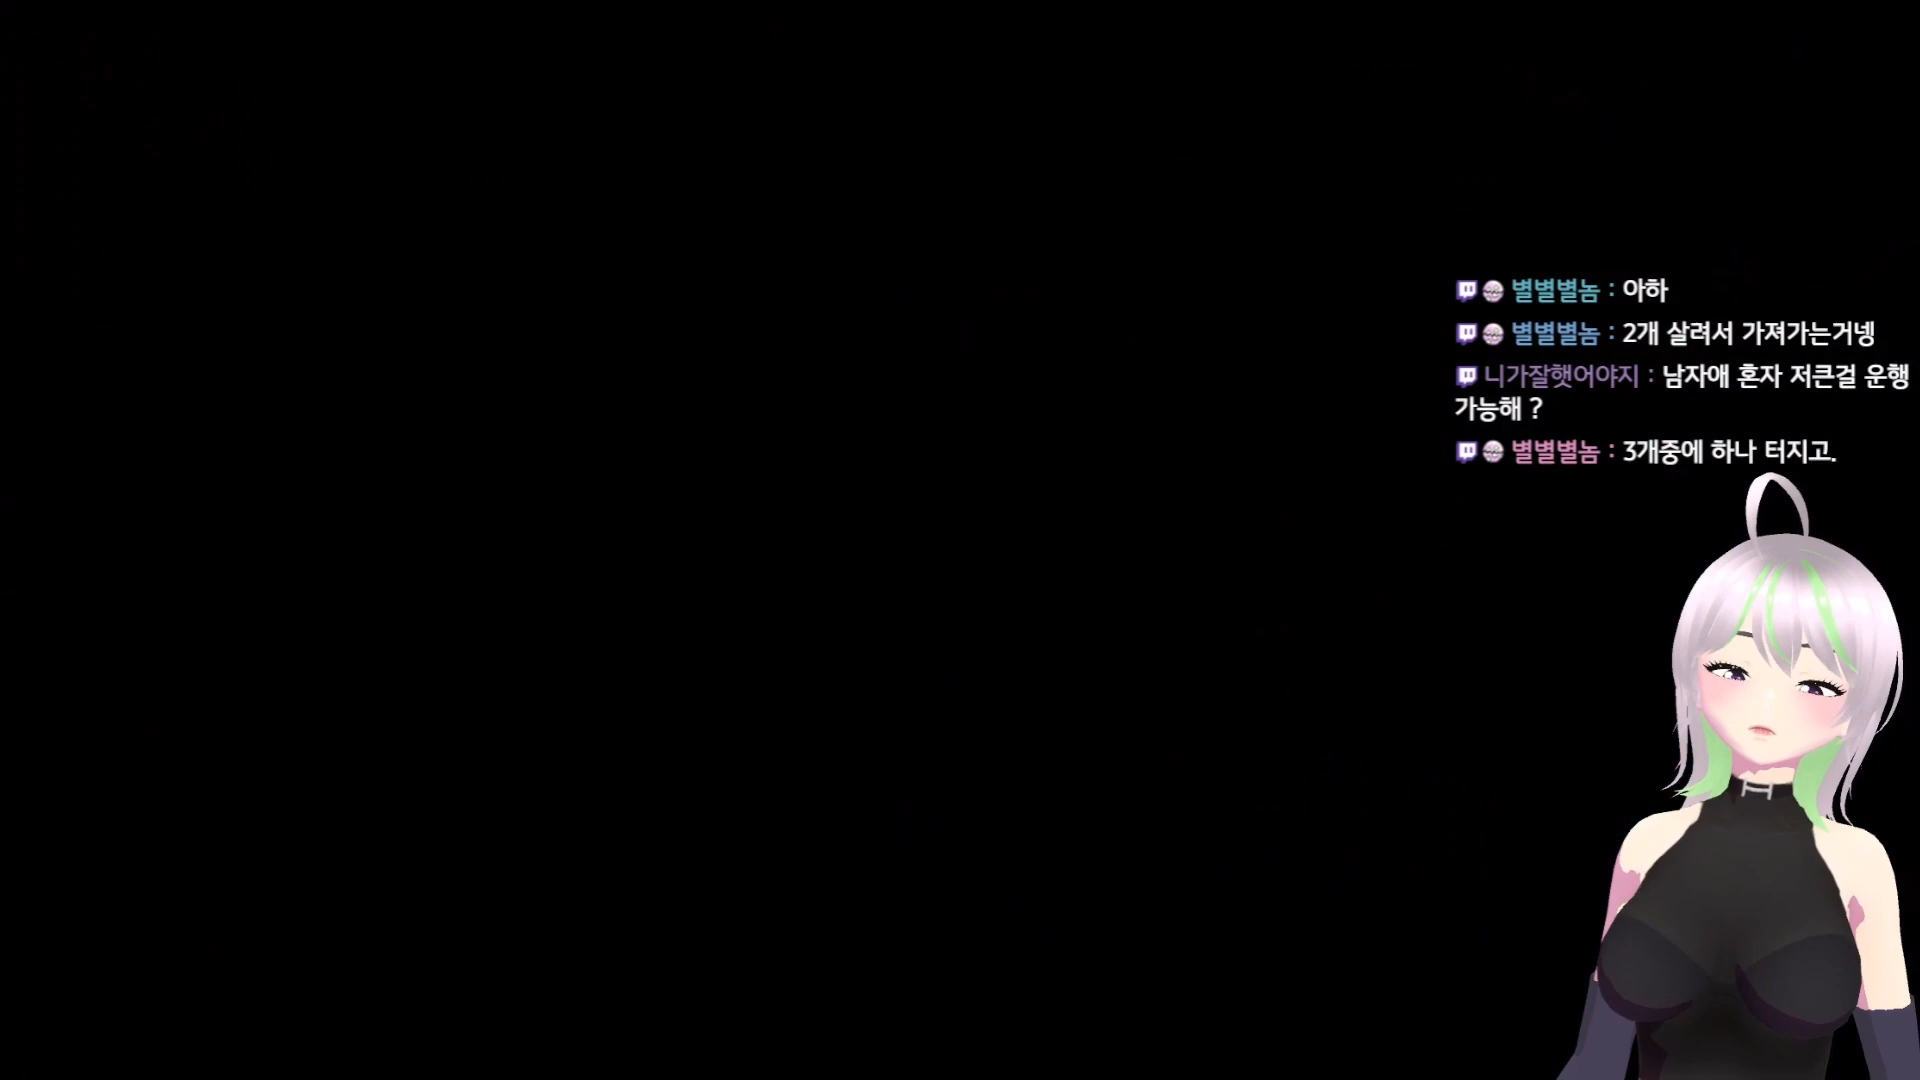 별별별놈 : 아하
별별별놈 : 2개 살려서 가져가는거넹
니가잘햇어야지 : 남자애 혼자 저큰걸 운행
가능해 ?
별별별놈 : 3개중에 하나 터지고.